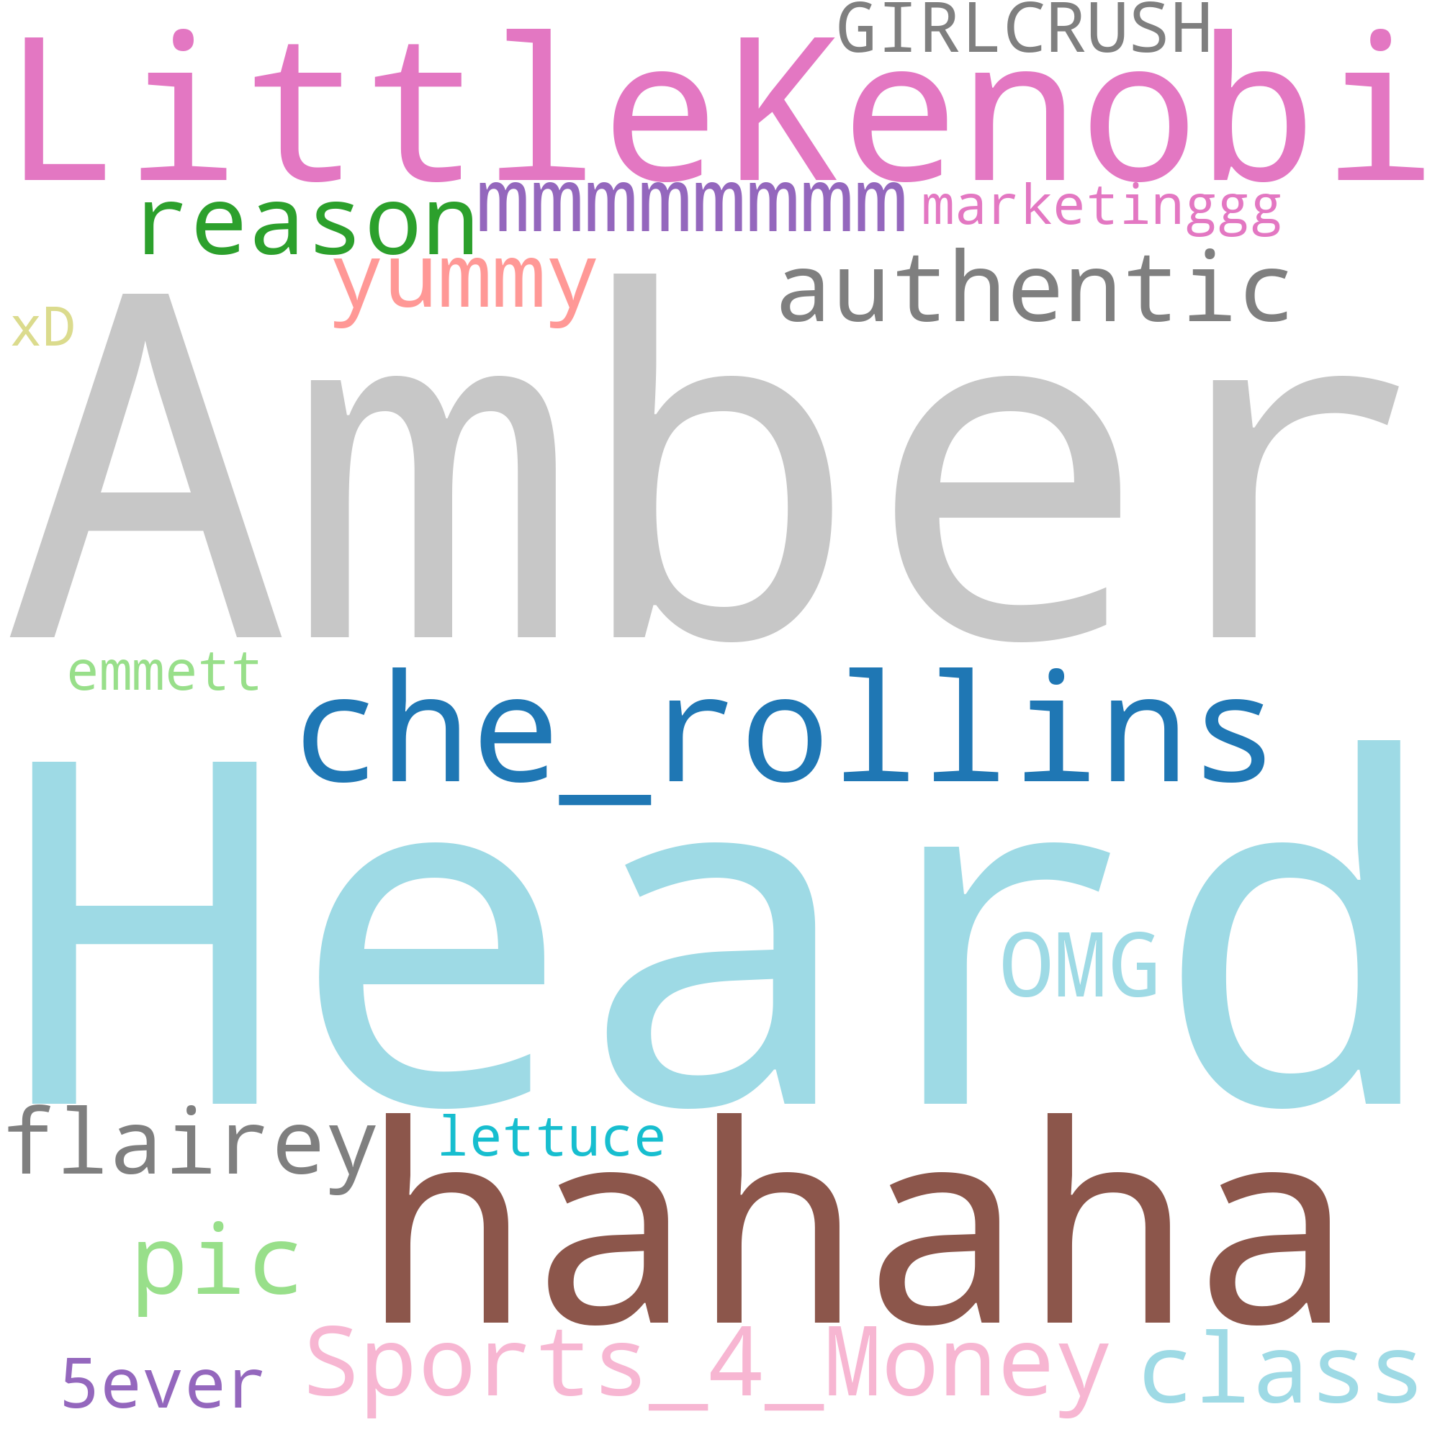 GIRLCRUSH
LittleKenobi
reason mmmmmmmmm marketinggg
yummy authentic
xD
Amber
emmett
che_rollins
Heard
OMG
flairey lettuce
hahaha
pic
5ever Sports_4_Money class